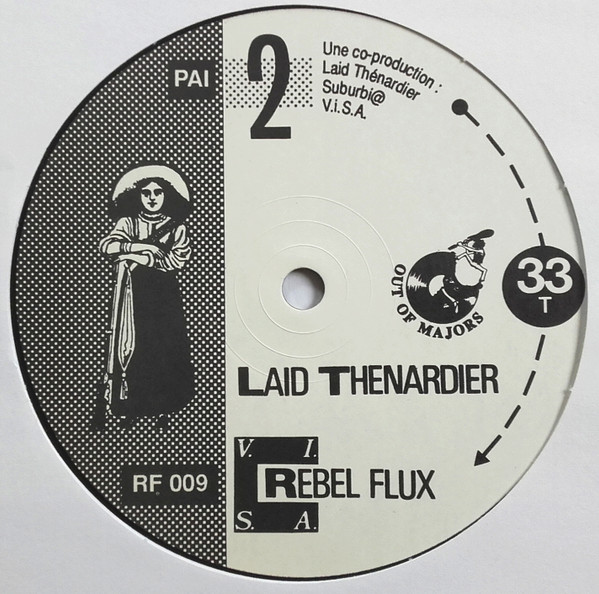 PAI
2
Une co-production :
Laid Thénardier
Suburbi@
V.i.S.A.
33
T
OUT OF MAJORS
LAID THENARDIER
V. I.
REBEL FLUX
S. A.
RF 009